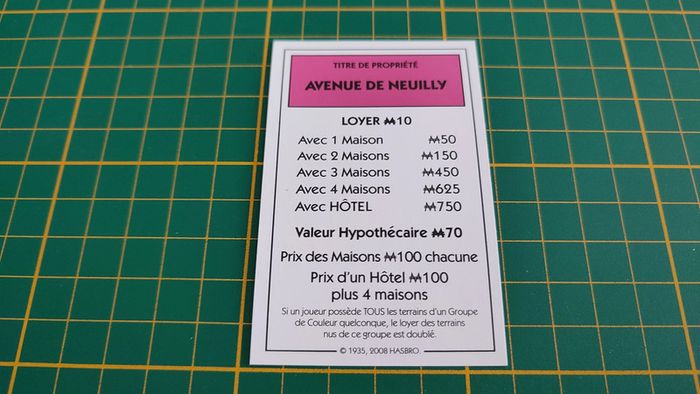 TITRE DE PROPRIÉTÉ
AVENUE DE NEUILLY
LOYER ₩10
Avec 1 Maison ₩50
Avec 2 Maisons ₩150
Avec 3 Maisons ₩450
Avec 4 Maisons ₩625
Avec HÔTEL ₩750
Valeur Hypothécaire ₩70
Prix des Maisons ₩100 chacune
Prix d'un Hôtel ₩100
plus 4 maisons
Si un joueur possède TOUS les terrains d'un Groupe
de Couleur quelconque, le loyer des terrains
nus de ce groupe est doublé.
© 1935, 2008 HASBRO.